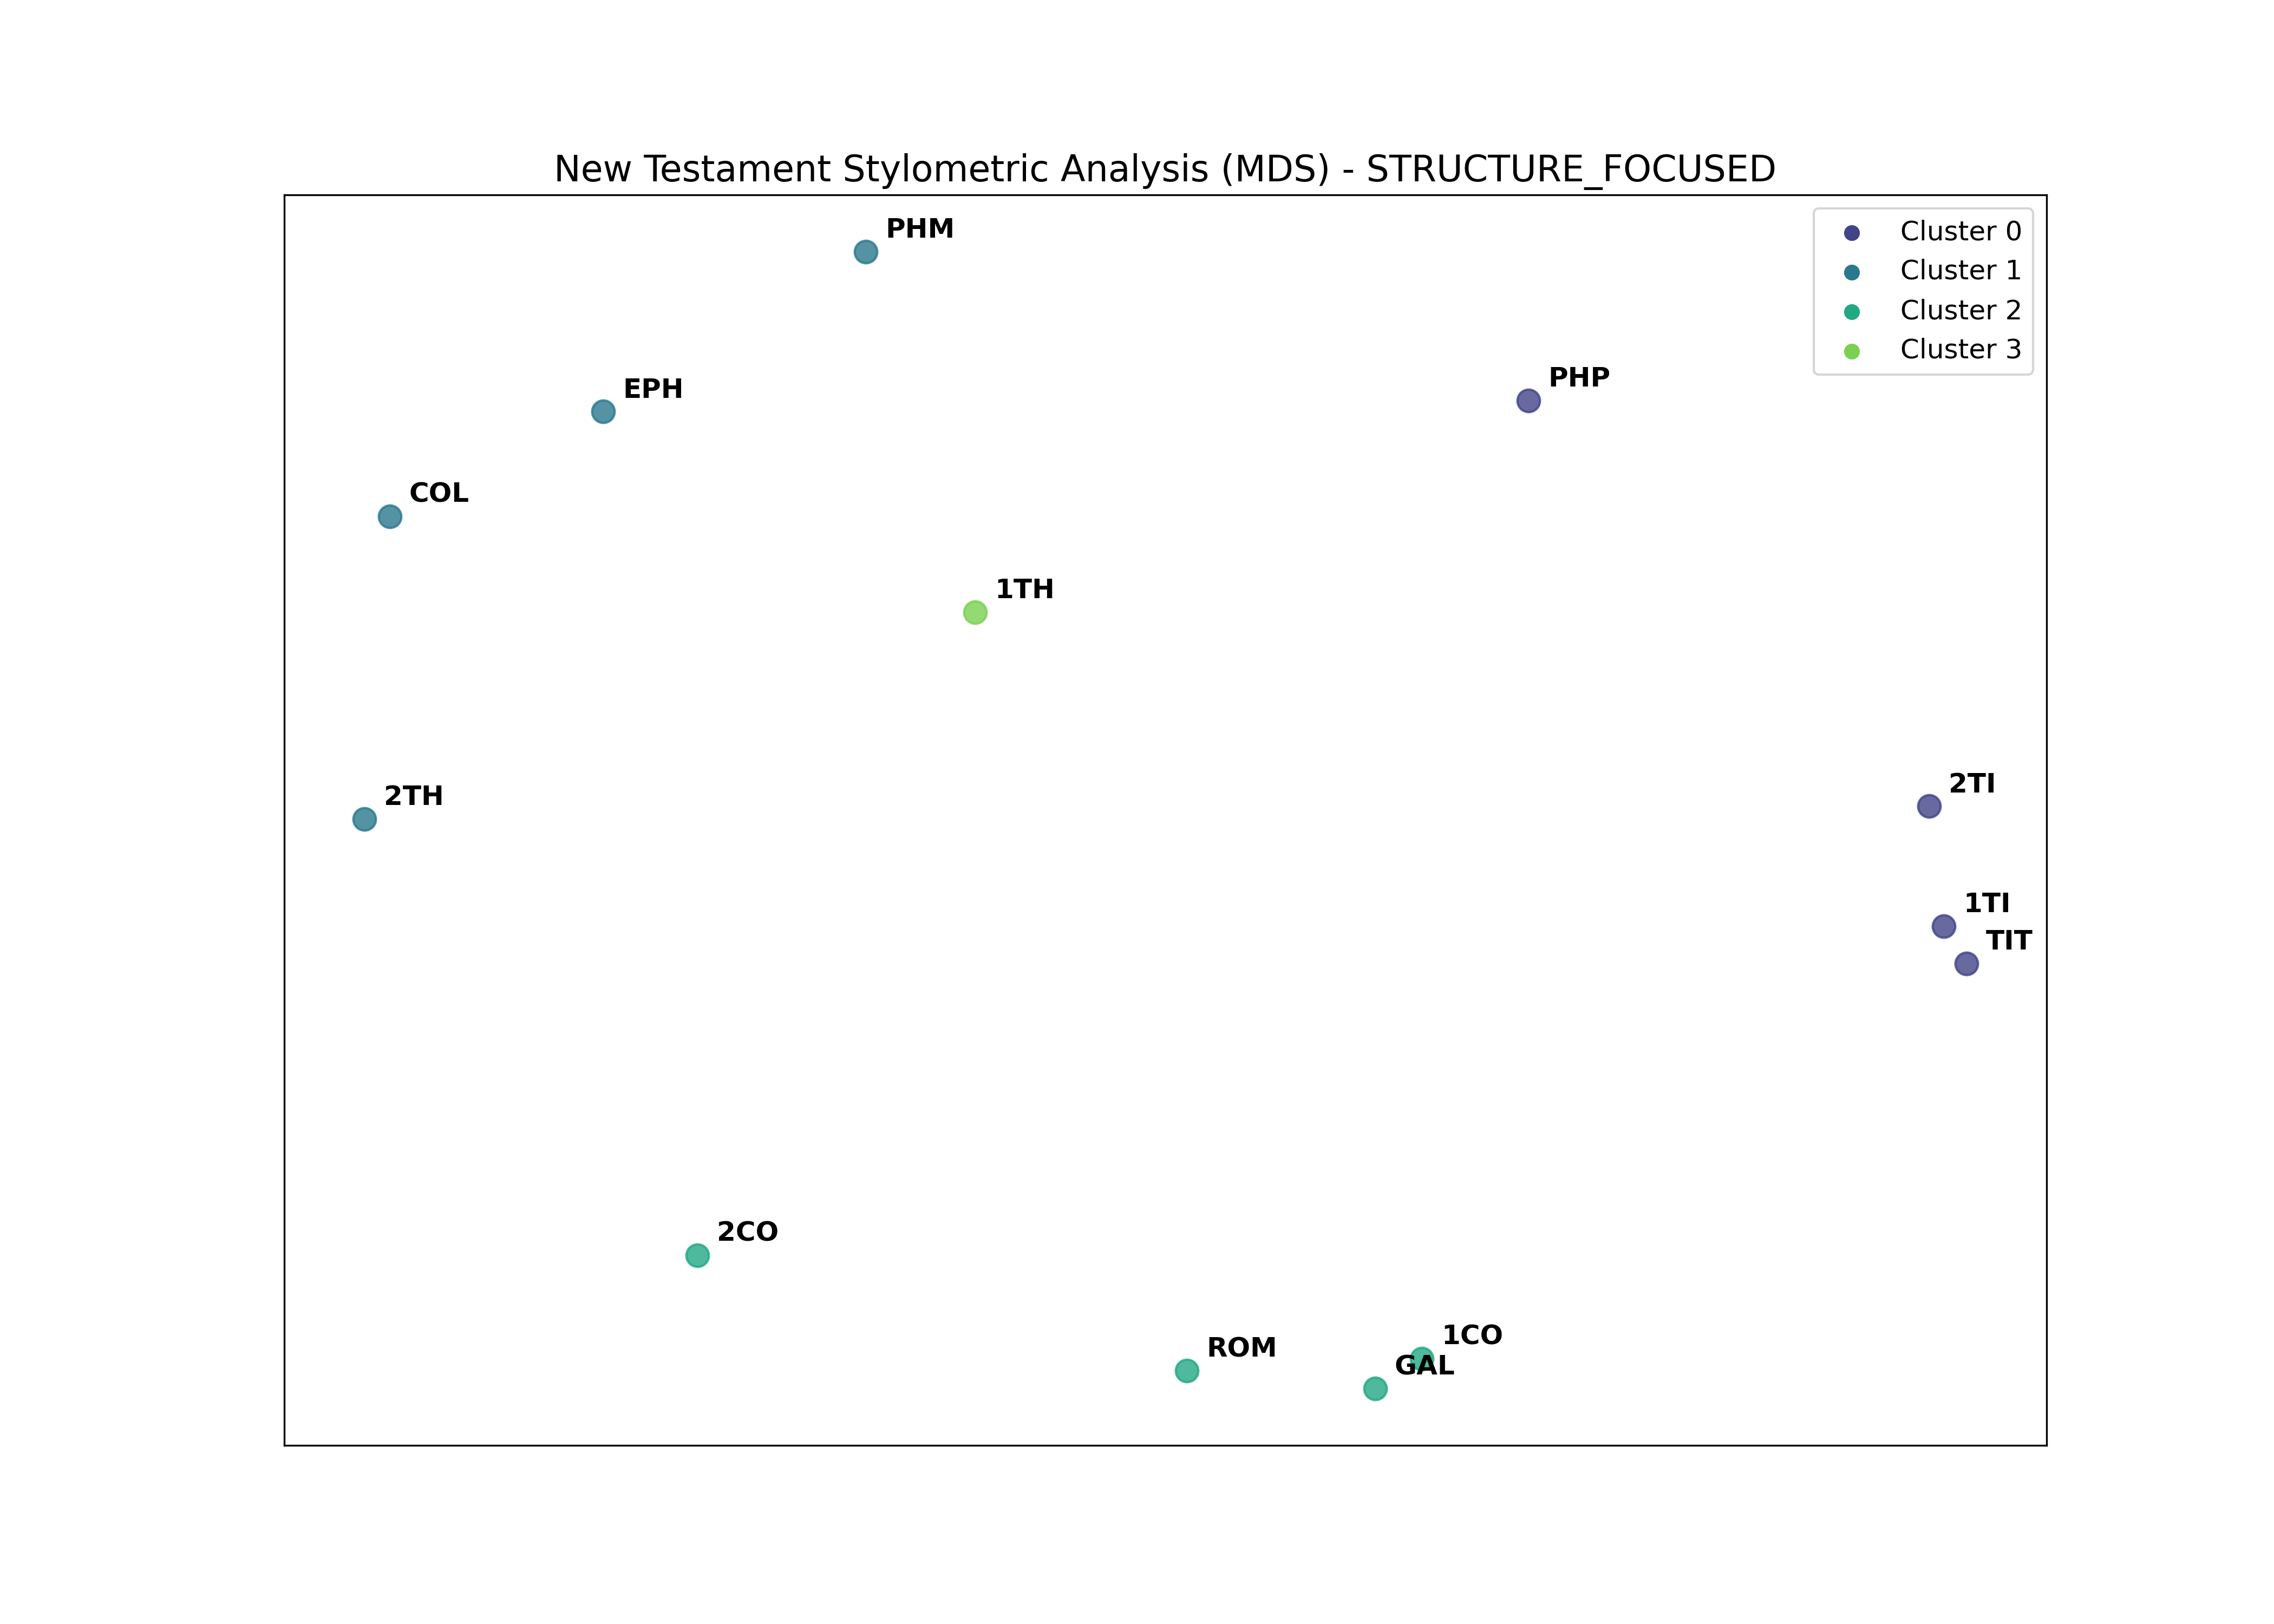 New Testament Stylometric Analysis (MDS) - STRUCTURE_FOCUSED
Cluster 0
Cluster 1
Cluster 2
Cluster 3
PHM
PHP
EPH
COL
1TH
2TI
2TH
1TI
TIT
2CO
1CO
ROM
GAL